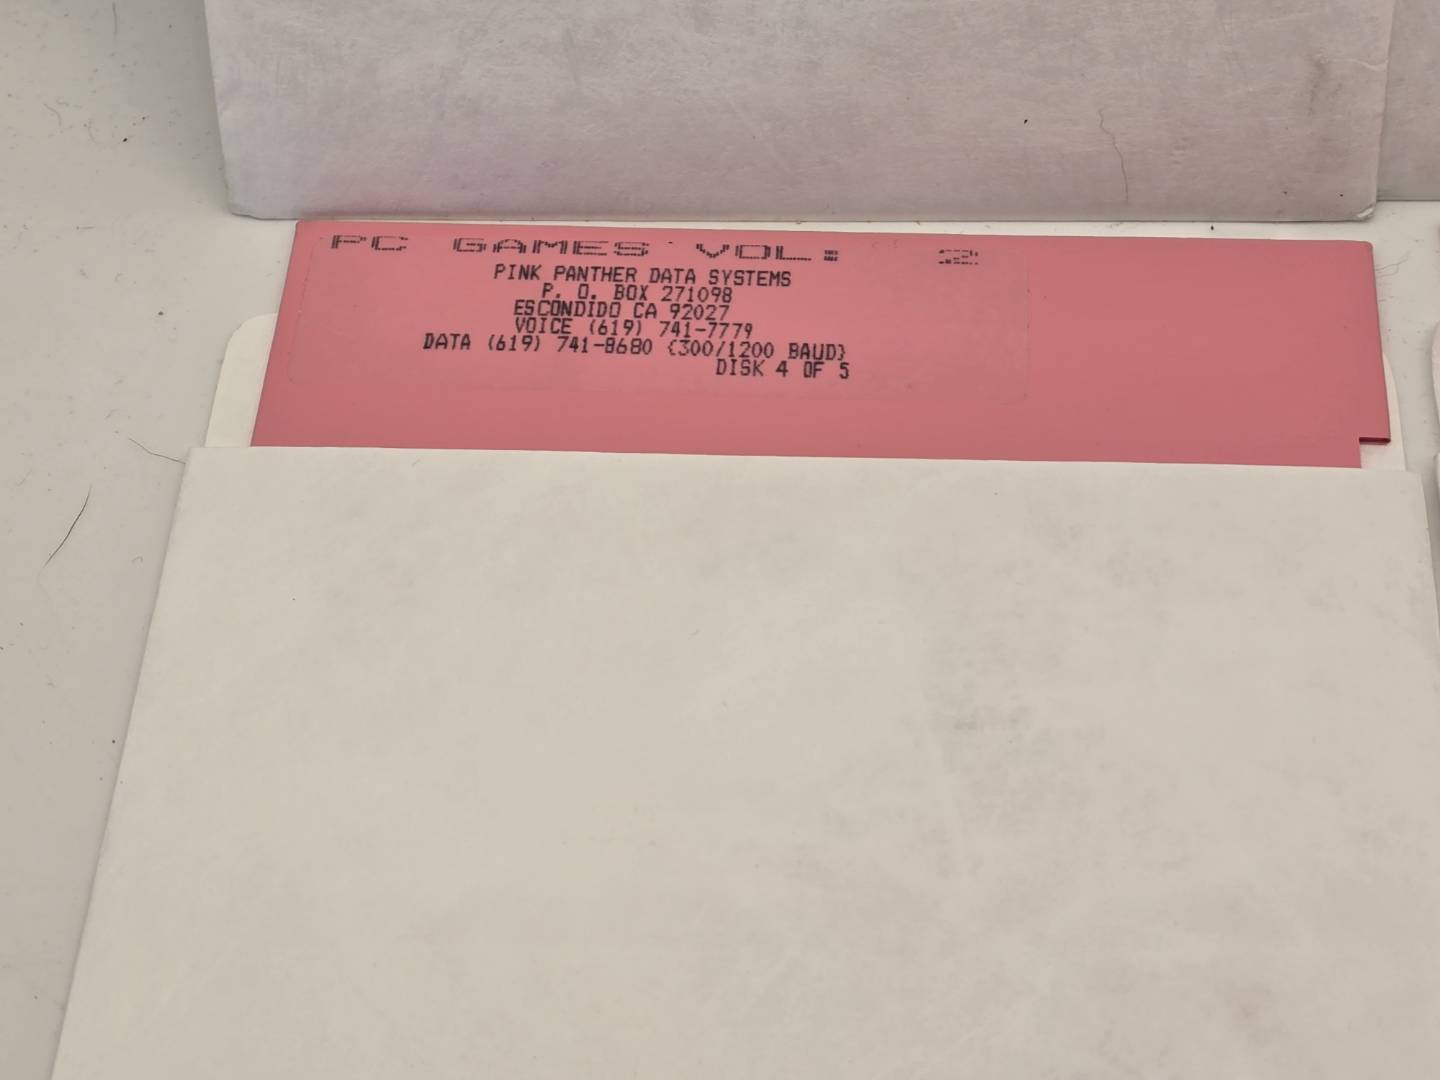 PC GAMES VOL:
PINK PANTHER DATA SYSTEMS
P. O. BOX 271098
ESCONDIDO CA 92027
VOICE (619) 741-7779
DATA (619) 741-8680 {300/1200 BAUD}
DISK 4 OF 5